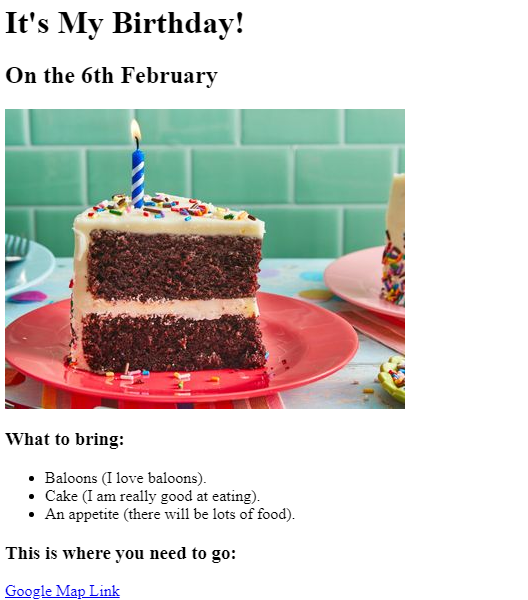 It's My Birthday!
On the 6th February
What to bring:
Baloons (I love baloons).
Cake (I am really good at eating).
An appetite (there will be lots of food).
This is where you need to go:
Google Map Link